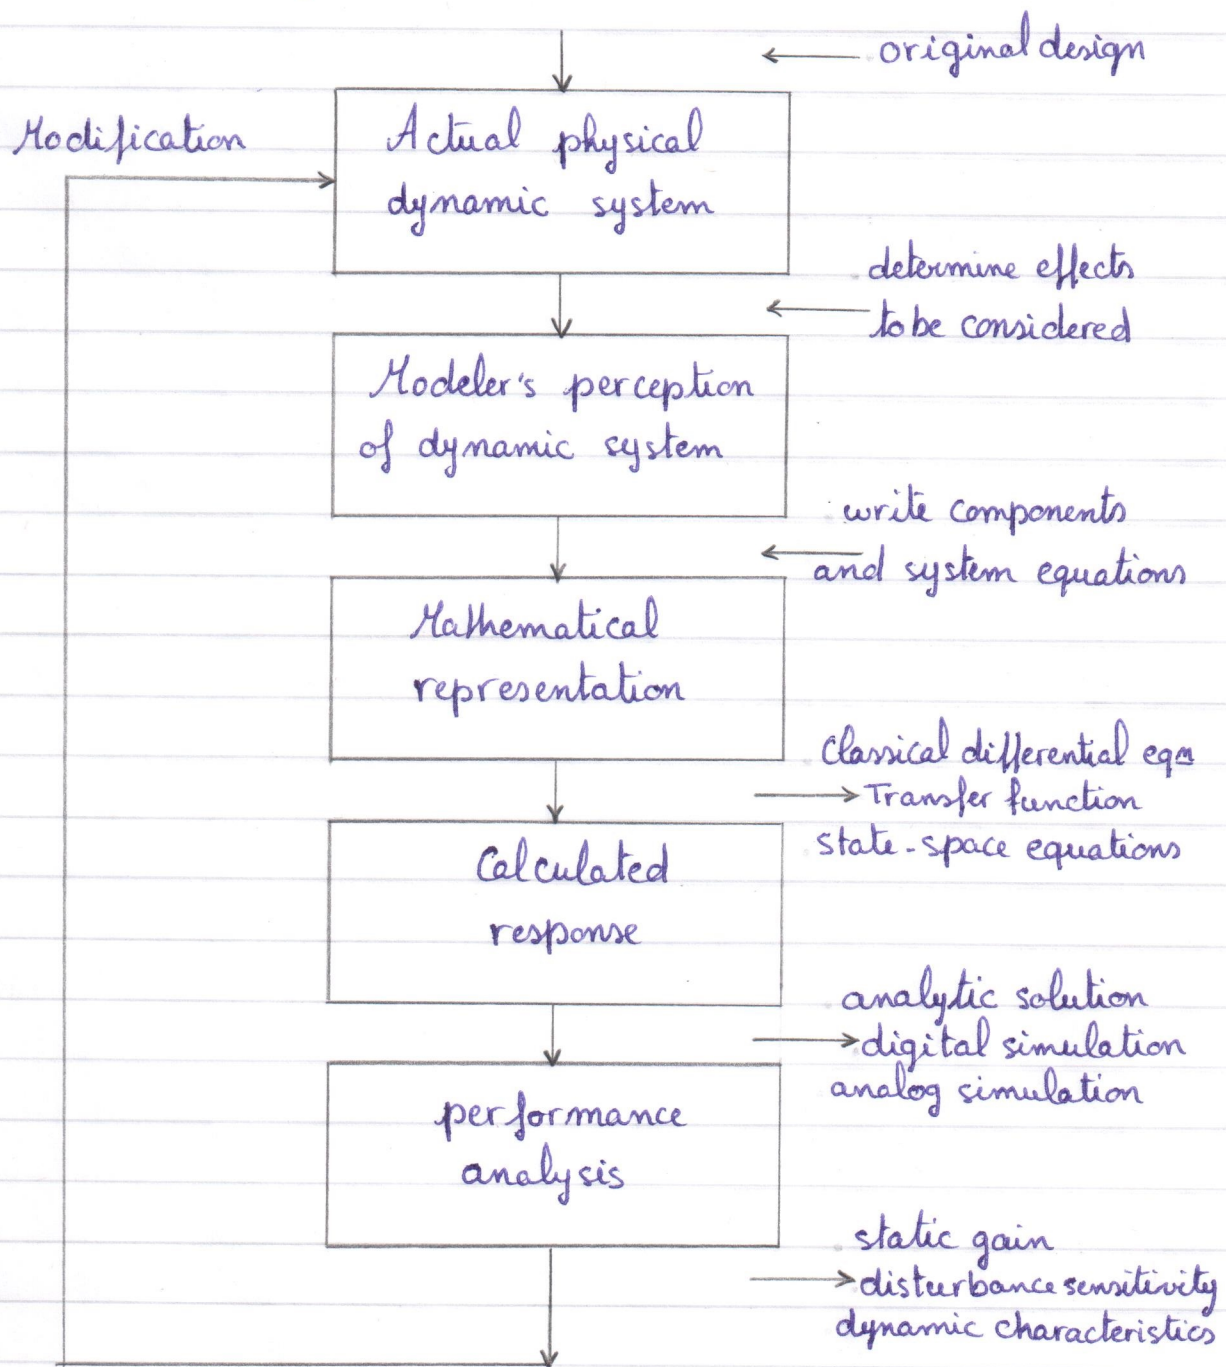 original design
Modification
Actual physical
dynamic system
determine effects
to be considered
Modeler's perception
of dynamic system
write components
and system equations
Mathematical
representation
Classical differential eqn
Transfer function
state-space equations
Calculated
response
analytic solution
digital simulation
analog simulation
performance
analysis
static gain
disturbance sensitivity
dynamic characteristics